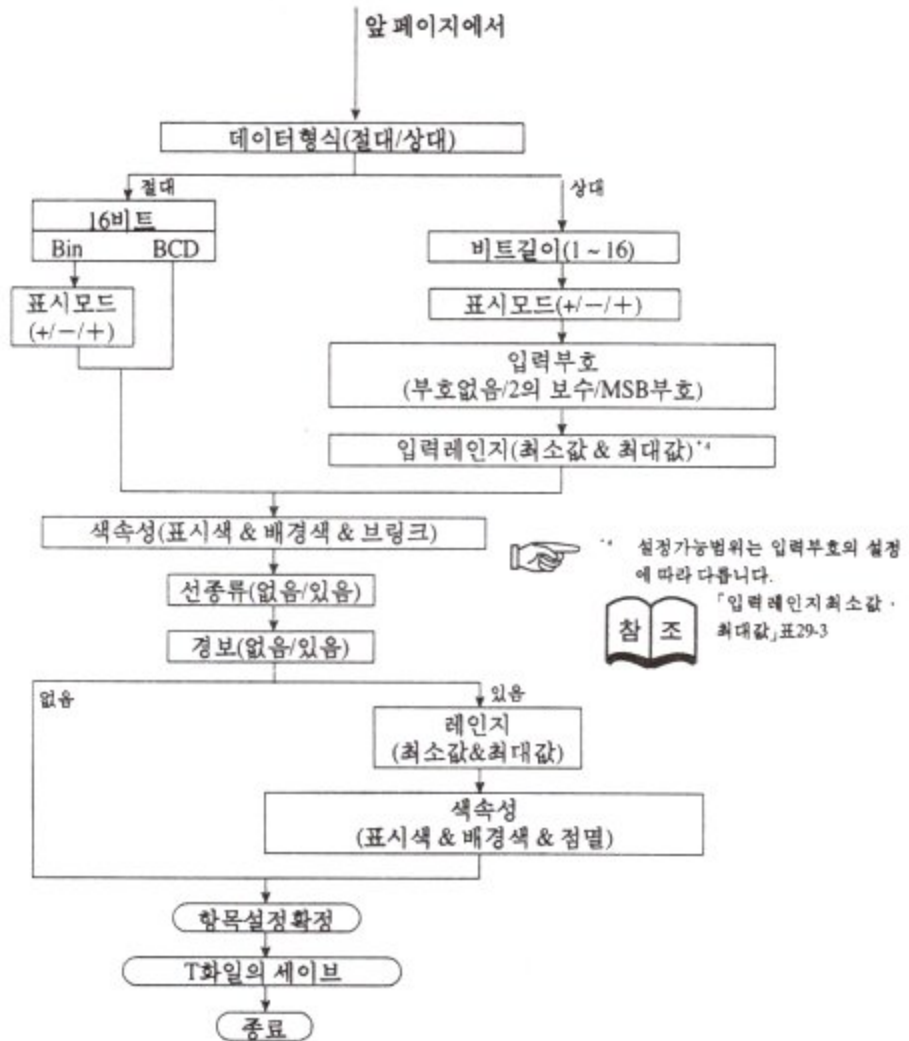 앞 페이지에서
데이터형식(절대/상대)
절대
상대
16비트
Bin BCD
비트길이(1 ~ 16)
표시모드
(+/-/+)
표시모드(+/-/+)
입력부호
(부호없음/2의 보수/MSB부호)
입력레인지(최소값 & 최대값)*4
색속성(표시색 & 배경색 & 브링크)
*4 설정가능범위는 입력부호의 설정
에 따라 다릅니다.
선종류(없음/있음)
참 조
「입력레인지최소값·
최대값」표29-3
경보(없음/있음)
없음
있음
레인지
(최소값&최대값)
색속성
(표시색 & 배경색 & 점멸)
항목설정확정
T화일의 세이브
종료